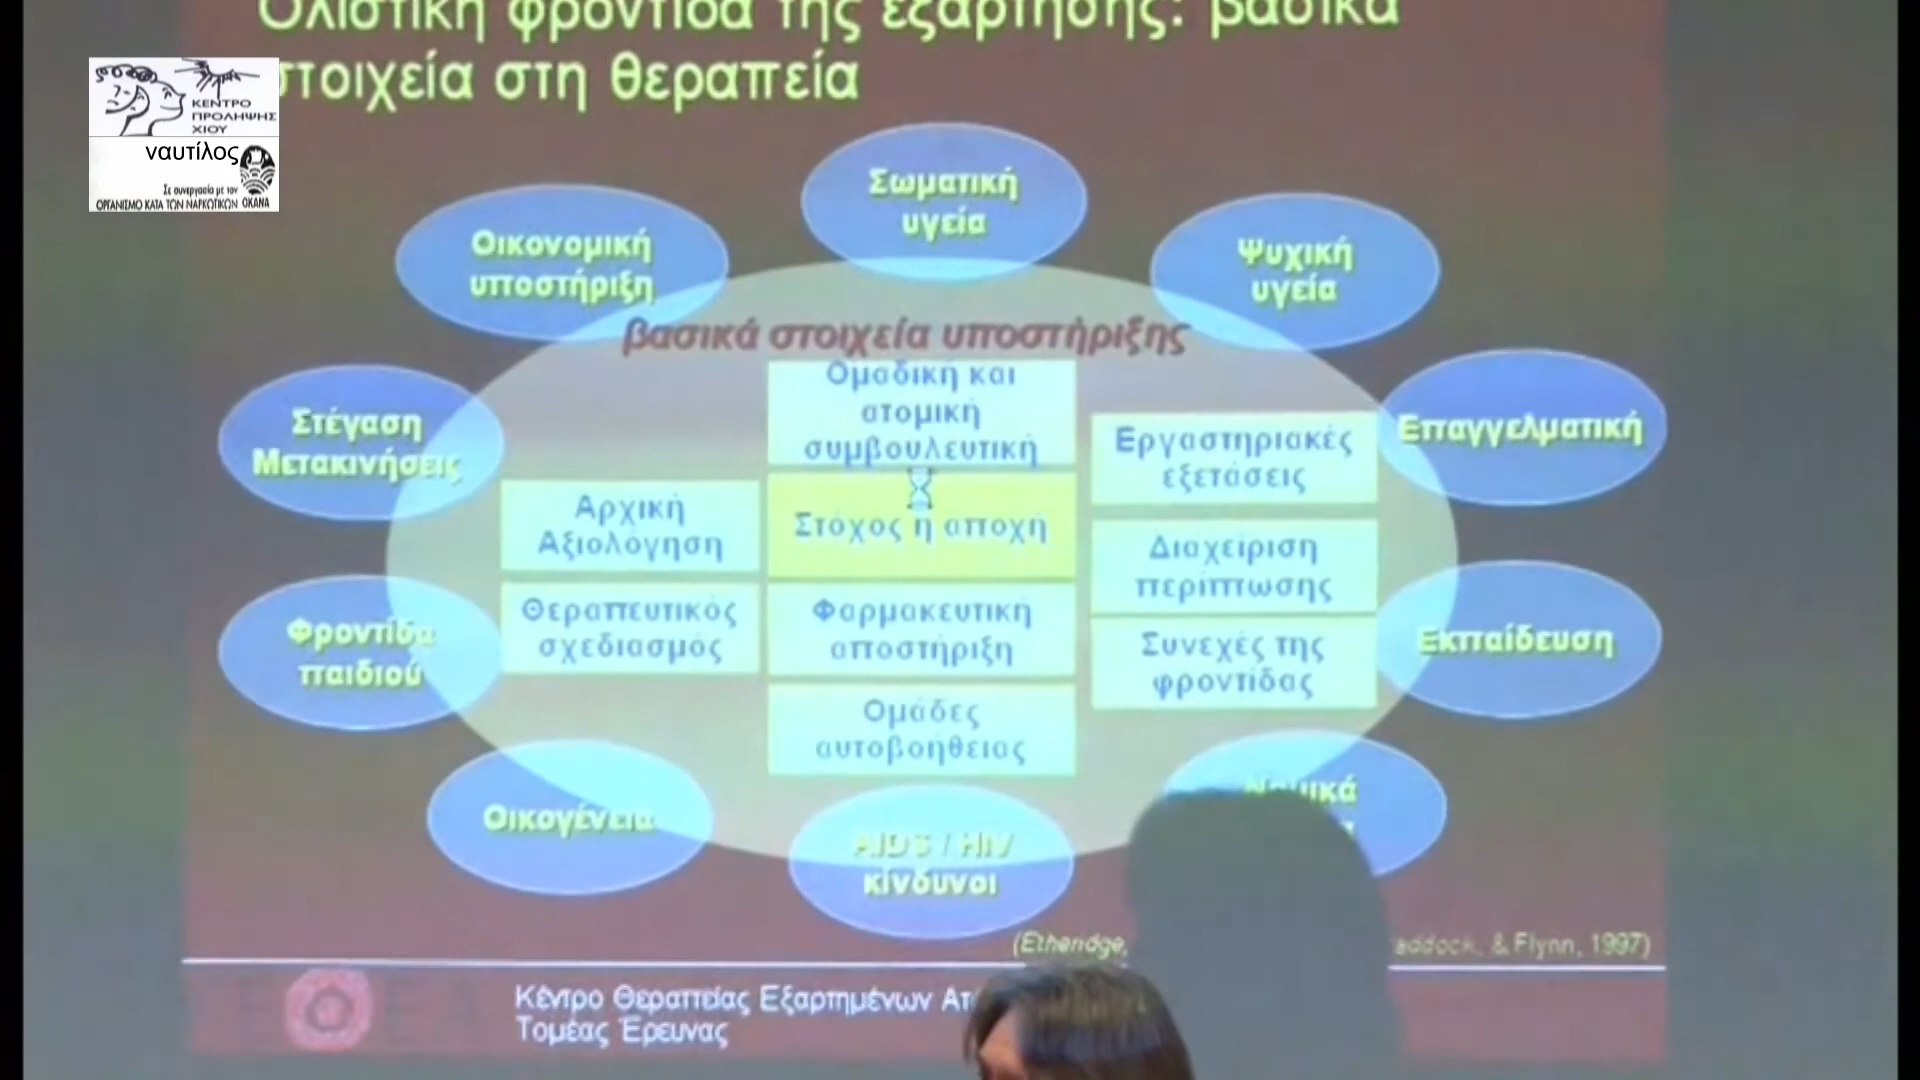 Ολιστική φροντίδα της εξάρτησης: βασικά
στοιχεία στη θεραπεία
ΚΕΝΤΡΟ
ΠΡΟΛΗΨΗΣ
ΧΙΟΥ
ναυτίλος
Σε συνεργασία με τον
ΟΡΓΑΝΙΣΜΟ ΚΑΤΑ ΤΩΝ ΝΑΡΚΩΤΙΚΩΝ ΟΚΑΝΑ
Σωματική
υγεία
Οικονομική
υποστήριξη
Ψυχική
υγεία
βασικά στοιχεία υποστήριξης
Στέγαση
Μετακινήσεις
Ομαδική και
ατομική
συμβουλευτική
Εργαστηριακές
εξετάσεις
Επαγγελματική
Αρχική
Αξιολόγηση
Στόχος η αποχή
Διαχείριση
περίπτωσης
Φροντίδα
παιδιού
Θεραπευτικός
σχεδιασμός
Φαρμακευτική
αποστήριξη
Συνεχές της
φροντίδας
Εκπαίδευση
Ομάδες
αυτοβοήθειας
Οικογένεια
AIDS / HIV
κίνδυνοι
(Etheridge, & Flynn, 1997)
Κέντρο Θεραπείας Εξαρτημένων
Τομέας Έρευνας